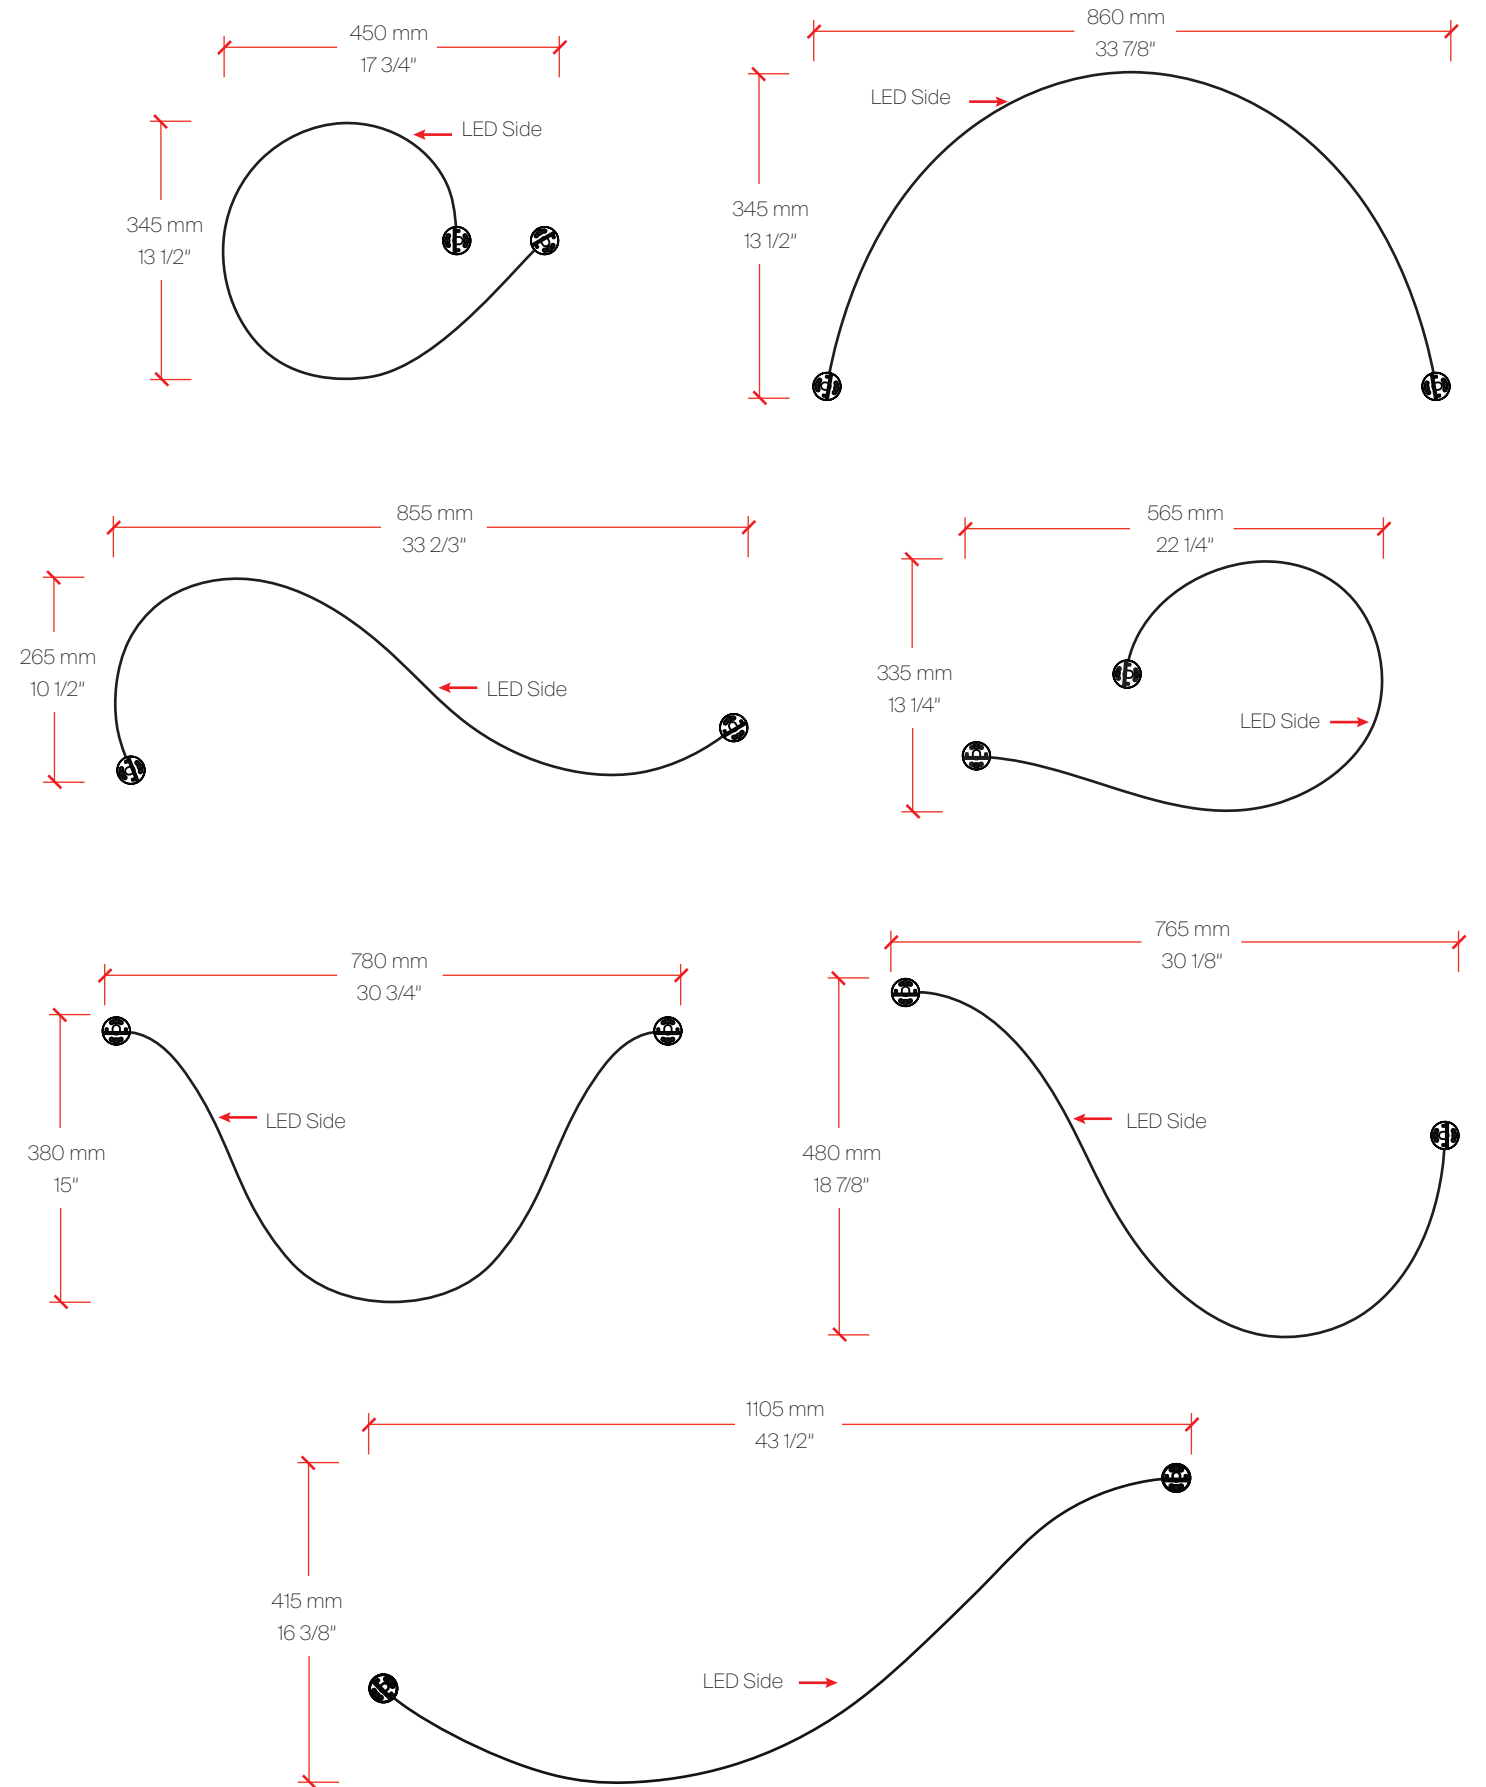 450 mm
17 3/4"
LED Side
345 mm
13 1/2"
860 mm
33 7/8"
LED Side
345 mm
13 1/2"
855 mm
33 2/3"
265 mm
10 1/2"
LED Side
565 mm
22 1/4"
335 mm
13 1/4"
LED Side
780 mm
30 3/4"
LED Side
380 mm
15"
765 mm
30 1/8"
LED Side
480 mm
18 7/8"
1105 mm
43 1/2"
415 mm
16 3/8"
LED Side